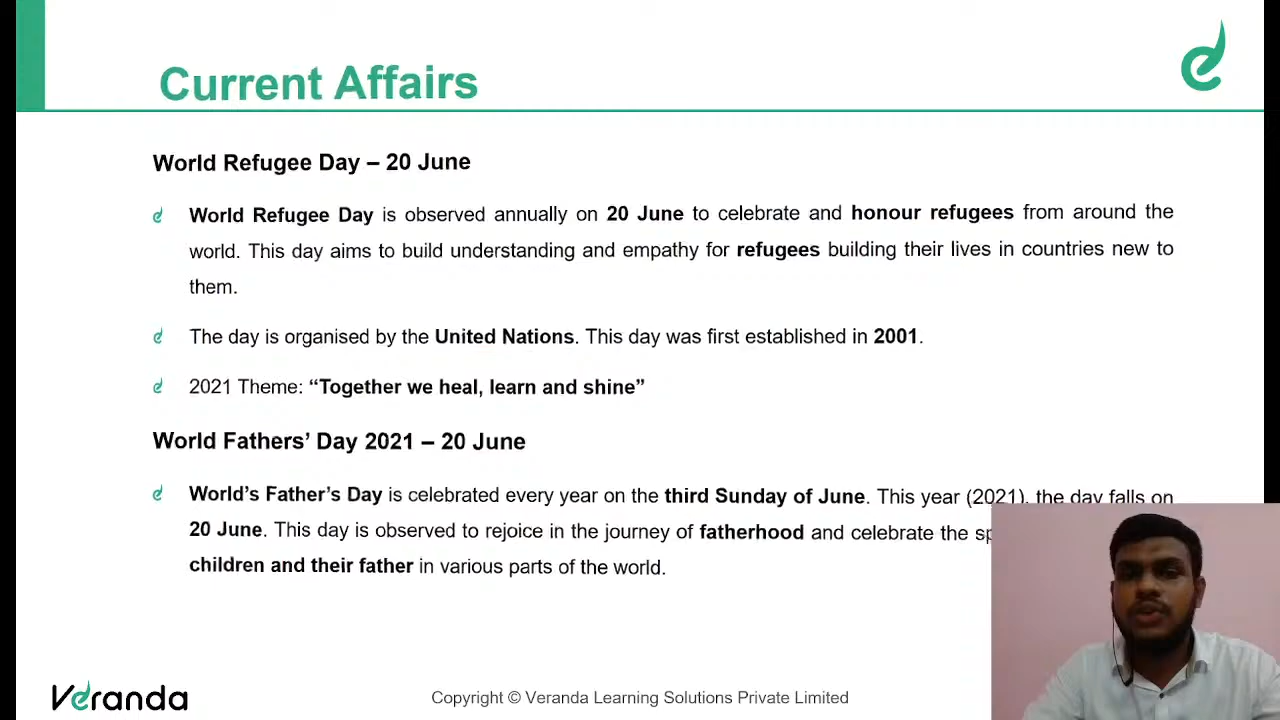 Current Affairs
World Refugee Day – 20 June
World Refugee Day is observed annually on 20 June to celebrate and honour refugees from around the
world. This day aims to build understanding and empathy for refugees building their lives in countries new to
them.
The day is organised by the United Nations. This day was first established in 2001.
2021 Theme: “Together we heal, learn and shine”
World Fathers’ Day 2021 – 20 June
World’s Father’s Day is celebrated every year on the third Sunday of June. This year (2021), the day falls on
20 June. This day is observed to rejoice in the journey of fatherhood and celebrate the
children and their father in various parts of the world.
Veranda
Copyright © Veranda Learning Solutions Private Limited